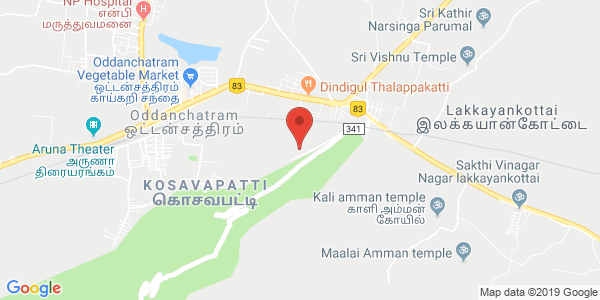 NP Hospital
என்பி
மருத்துவமனை
Sri Kathir
Narsinga Parumal
Sri Vishnu Temple
Oddanchatram
Vegetable Market
ஒட்டன்சத்திரம்
காய்கறி சந்தை
83
Dindigul Thalappakatti
83
Oddanchatram
ஒட்டன்சத்திரம்
Lakkayankottai
இலக்கயான்கோட்டை
341
Aruna Theater
அருணா
திரையரங்கம்
Sakthi Vinagar
Nagar lakkayankottai
KOSAVAPATTI
கொசவபட்டி
Kali amman temple
காளி அம்மன்
கோயில்
Maalai Amman temple
Google
Map data ©2019 Google